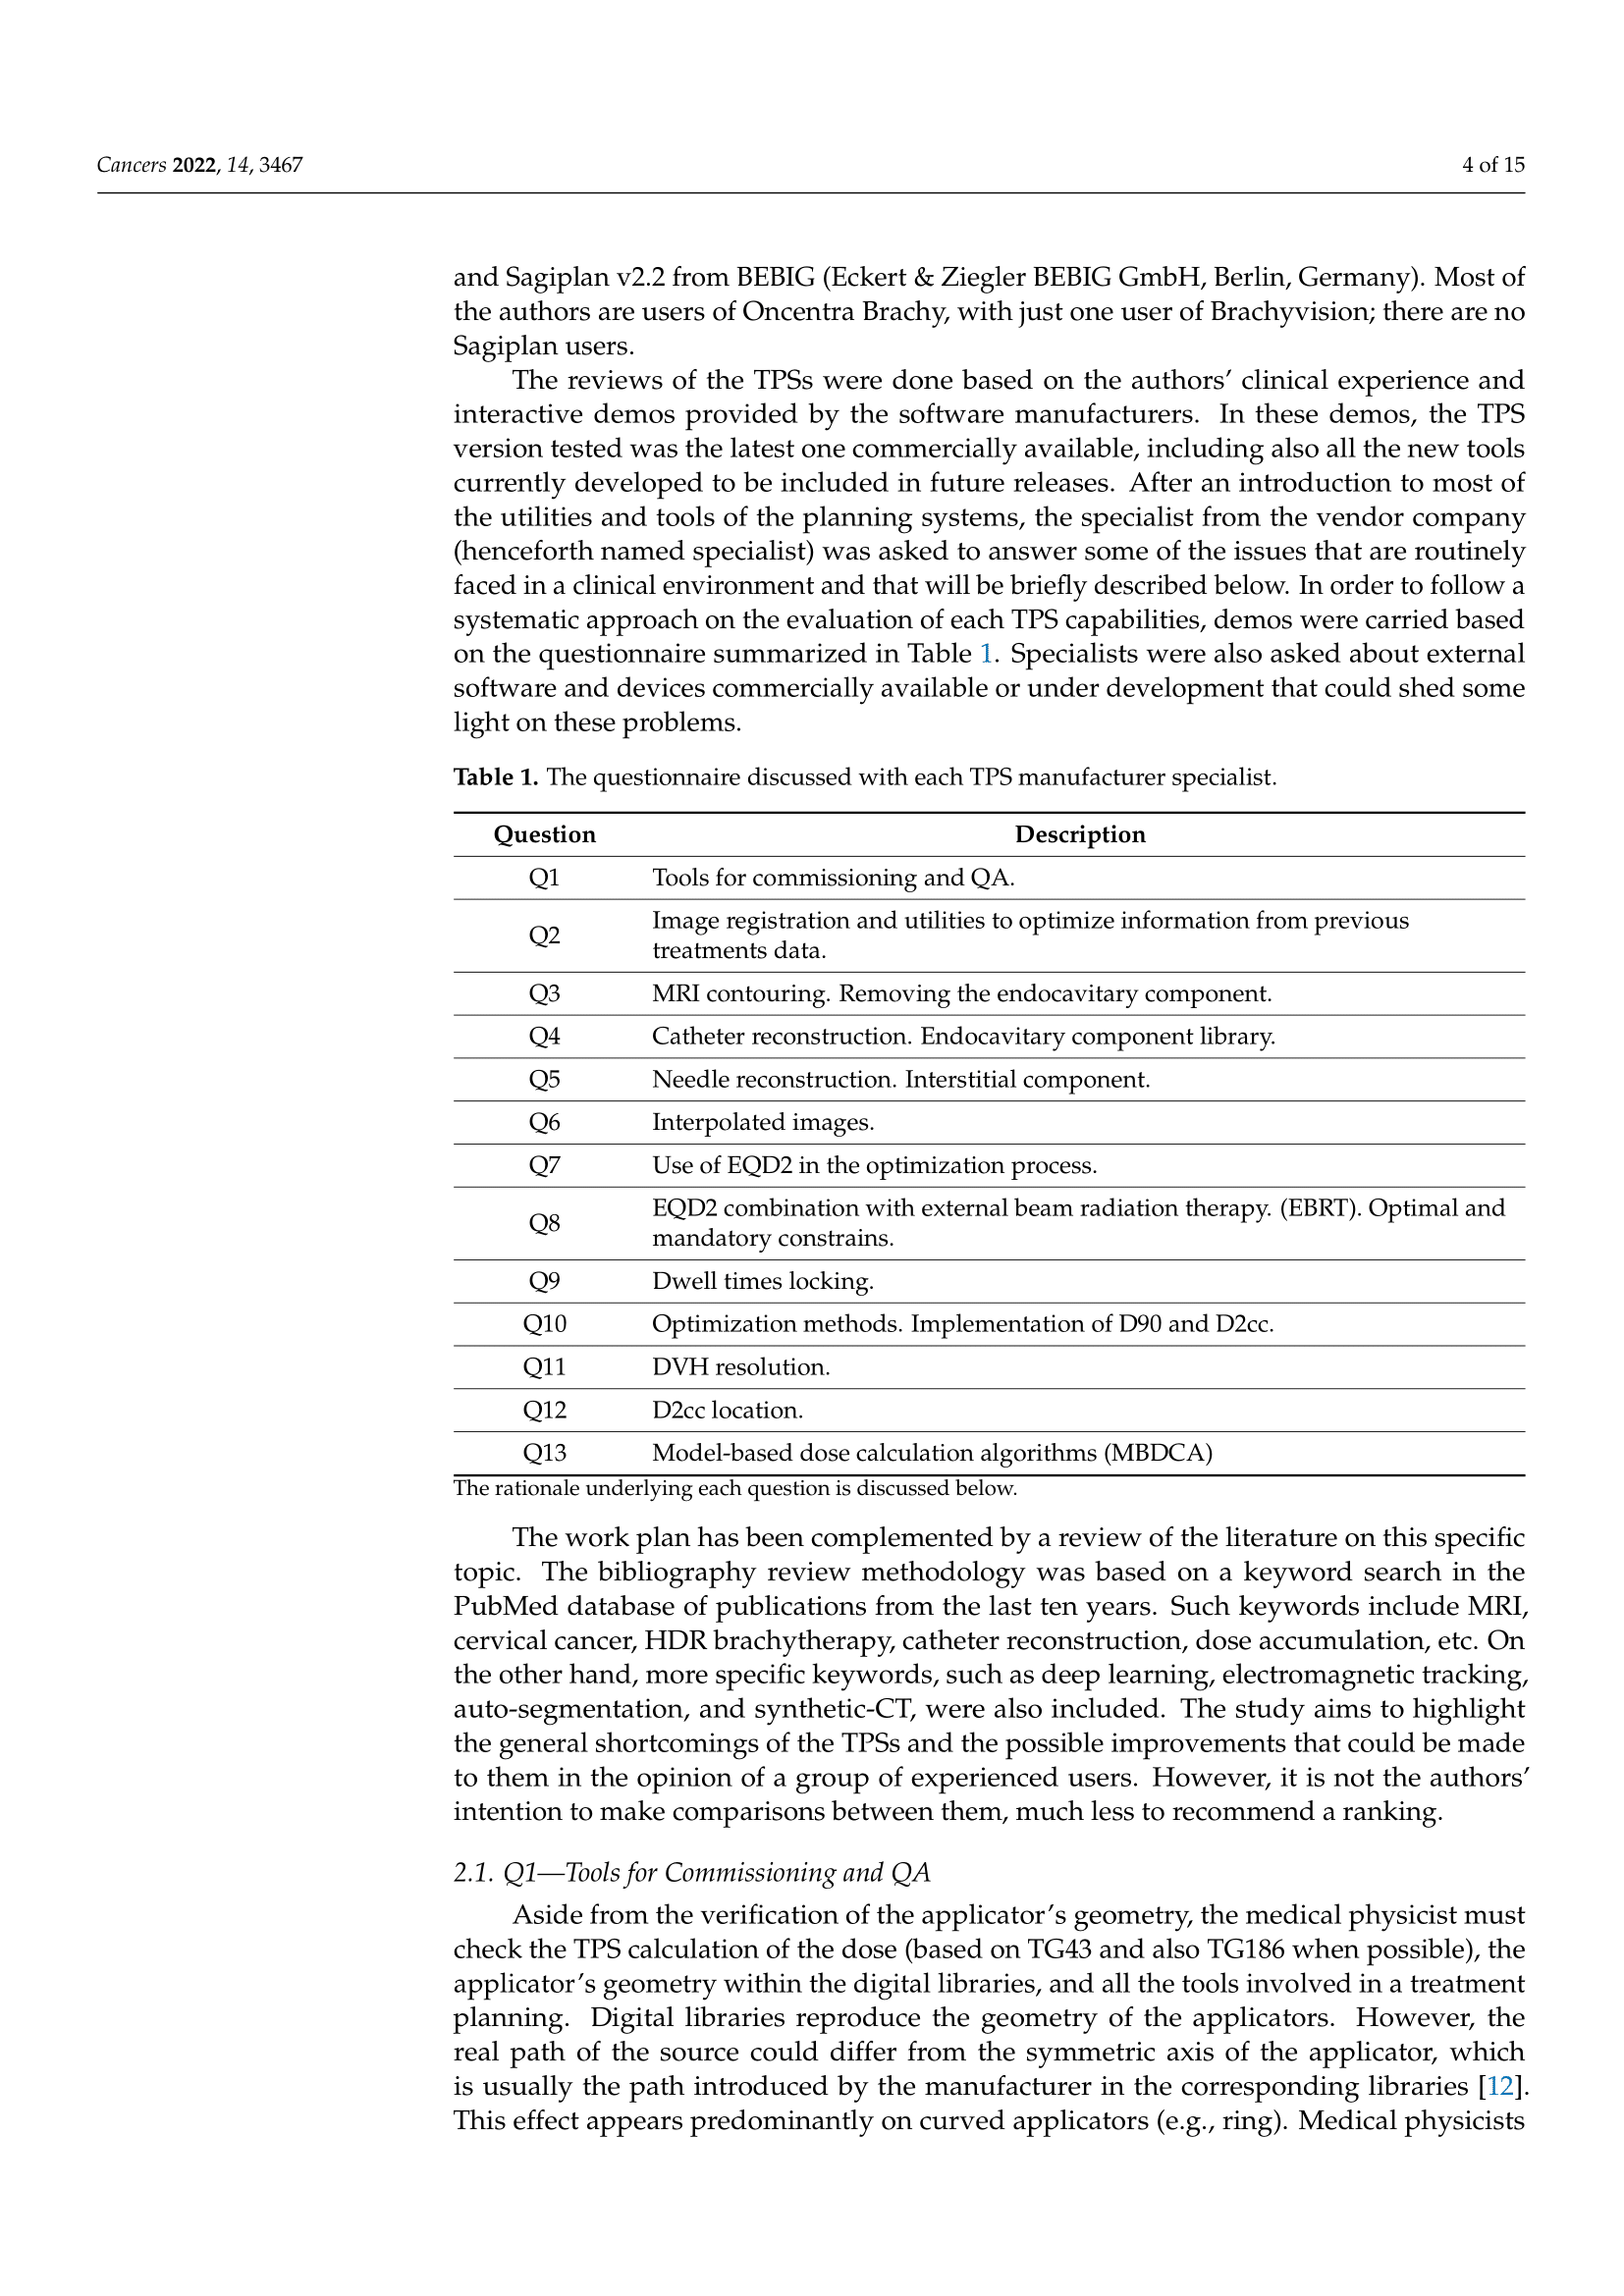 Cancers 2022, 14, 3467
4 of 15
and Sagiplan v2.2 from BEBIG (Eckert & Ziegler BEBIG GmbH, Berlin, Germany). Most of
the authors are users of Oncentra Brachy, with just one user of Brachyvision; there are no
Sagiplan users.
The reviews of the TPSs were done based on the authors’ clinical experience and
interactive demos provided by the software manufacturers. In these demos, the TPS
version tested was the latest one commercially available, including also all the new tools
currently developed to be included in future releases. After an introduction to most of
the utilities and tools of the planning systems, the specialist from the vendor company
(henceforth named specialist) was asked to answer some of the issues that are routinely
faced in a clinical environment and that will be briefly described below. In order to follow a
systematic approach on the evaluation of each TPS capabilities, demos were carried based
on the questionnaire summarized in Table 1. Specialists were also asked about external
software and devices commercially available or under development that could shed some
light on these problems.
Table 1. The questionnaire discussed with each TPS manufacturer specialist.
Question Description
Q1 Tools for commissioning and QA.
Q2 Image registration and utilities to optimize information from previous
treatments data.
Q3 MRI contouring. Removing the endocavitary component.
Q4 Catheter reconstruction. Endocavitary component library.
Q5 Needle reconstruction. Interstitial component.
Q6 Interpolated images.
Q7 Use of EQD2 in the optimization process.
Q8 EQD2 combination with external beam radiation therapy. (EBRT). Optimal and
mandatory constrains.
Q9 Dwell times locking.
Q10 Optimization methods. Implementation of D90 and D2cc.
Q11 DVH resolution.
Q12 D2cc location.
Q13 Model-based dose calculation algorithms (MBDCA)
The rationale underlying each question is discussed below.
The work plan has been complemented by a review of the literature on this specific
topic. The bibliography review methodology was based on a keyword search in the
PubMed database of publications from the last ten years. Such keywords include MRI,
cervical cancer, HDR brachytherapy, catheter reconstruction, dose accumulation, etc. On
the other hand, more specific keywords, such as deep learning, electromagnetic tracking,
auto-segmentation, and synthetic-CT, were also included. The study aims to highlight
the general shortcomings of the TPSs and the possible improvements that could be made
to them in the opinion of a group of experienced users. However, it is not the authors’
intention to make comparisons between them, much less to recommend a ranking.
2.1. Q1—Tools for Commissioning and QA
Aside from the verification of the applicator’s geometry, the medical physicist must
check the TPS calculation of the dose (based on TG43 and also TG186 when possible), the
applicator’s geometry within the digital libraries, and all the tools involved in a treatment
planning. Digital libraries reproduce the geometry of the applicators. However, the
real path of the source could differ from the symmetric axis of the applicator, which
is usually the path introduced by the manufacturer in the corresponding libraries [12].
This effect appears predominantly on curved applicators (e.g., ring). Medical physicists